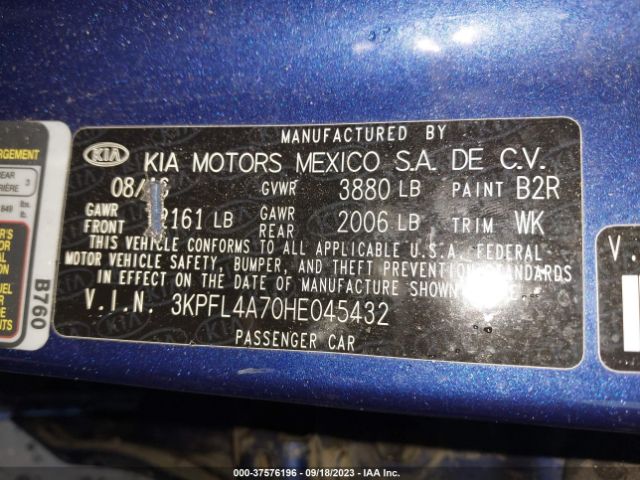 MANUFACTURED BY
KIA KIA MOTORS MEXICO S.A. DE C.V.
GVWR 3880 LB PAINT B2R
GAWR FRONT 2161 LB GAWR REAR 2006 LB TRIM WK
THIS VEHICLE CONFORMS TO ALL APPLICABLE U.S.A. FEDERAL
MOTOR VEHICLE SAFETY, BUMPER, AND THEFT PREVENTION STANDARDS
IN EFFECT ON THE DATE OF MANUFACTURE SHOWN ABOVE.
V.I.N. 3KPFL4A70HE045432
PASSENGER CAR
B760
000-37576196 - 09/18/2023 - IAA Inc.